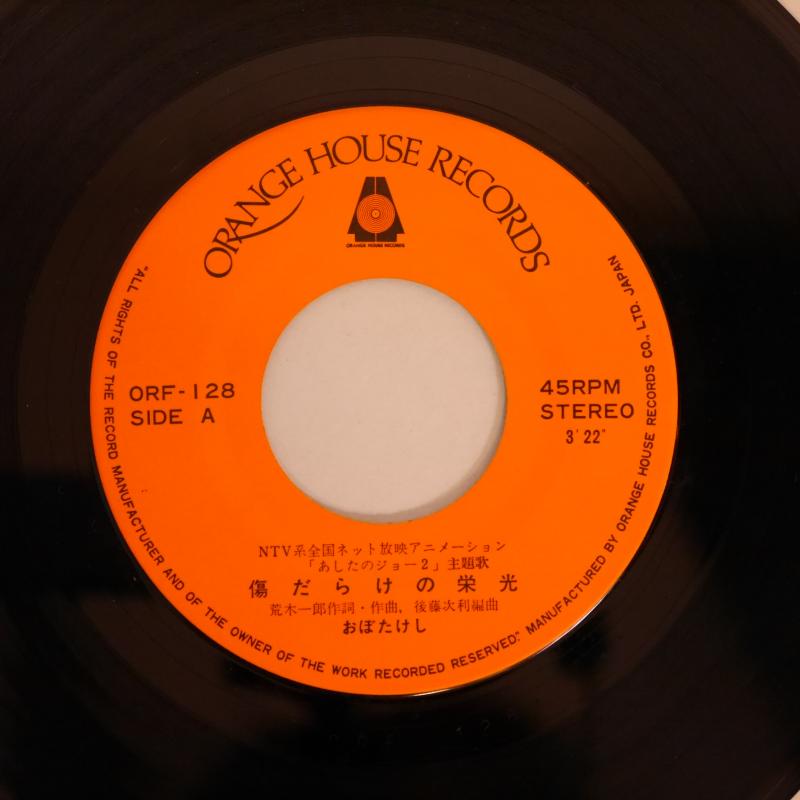 ORANGE HOUSE RECORDS
ORANGE HOUSE RECORDS
ORF-128
SIDE A
45RPM
STEREO
3'22"
NTV系全国ネット放映アニメーション
「あしたのジョー2」主題歌
傷だらけの栄光
荒木一郎作詞・作曲, 後藤次利編曲
おぼたけし
"ALL RIGHTS OF THE RECORD MANUFACTURER AND OF THE OWNER OF THE WORK RECORDED RESERVED." MANUFACTURED BY ORANGE HOUSE RECORDS CO., LTD. JAPAN